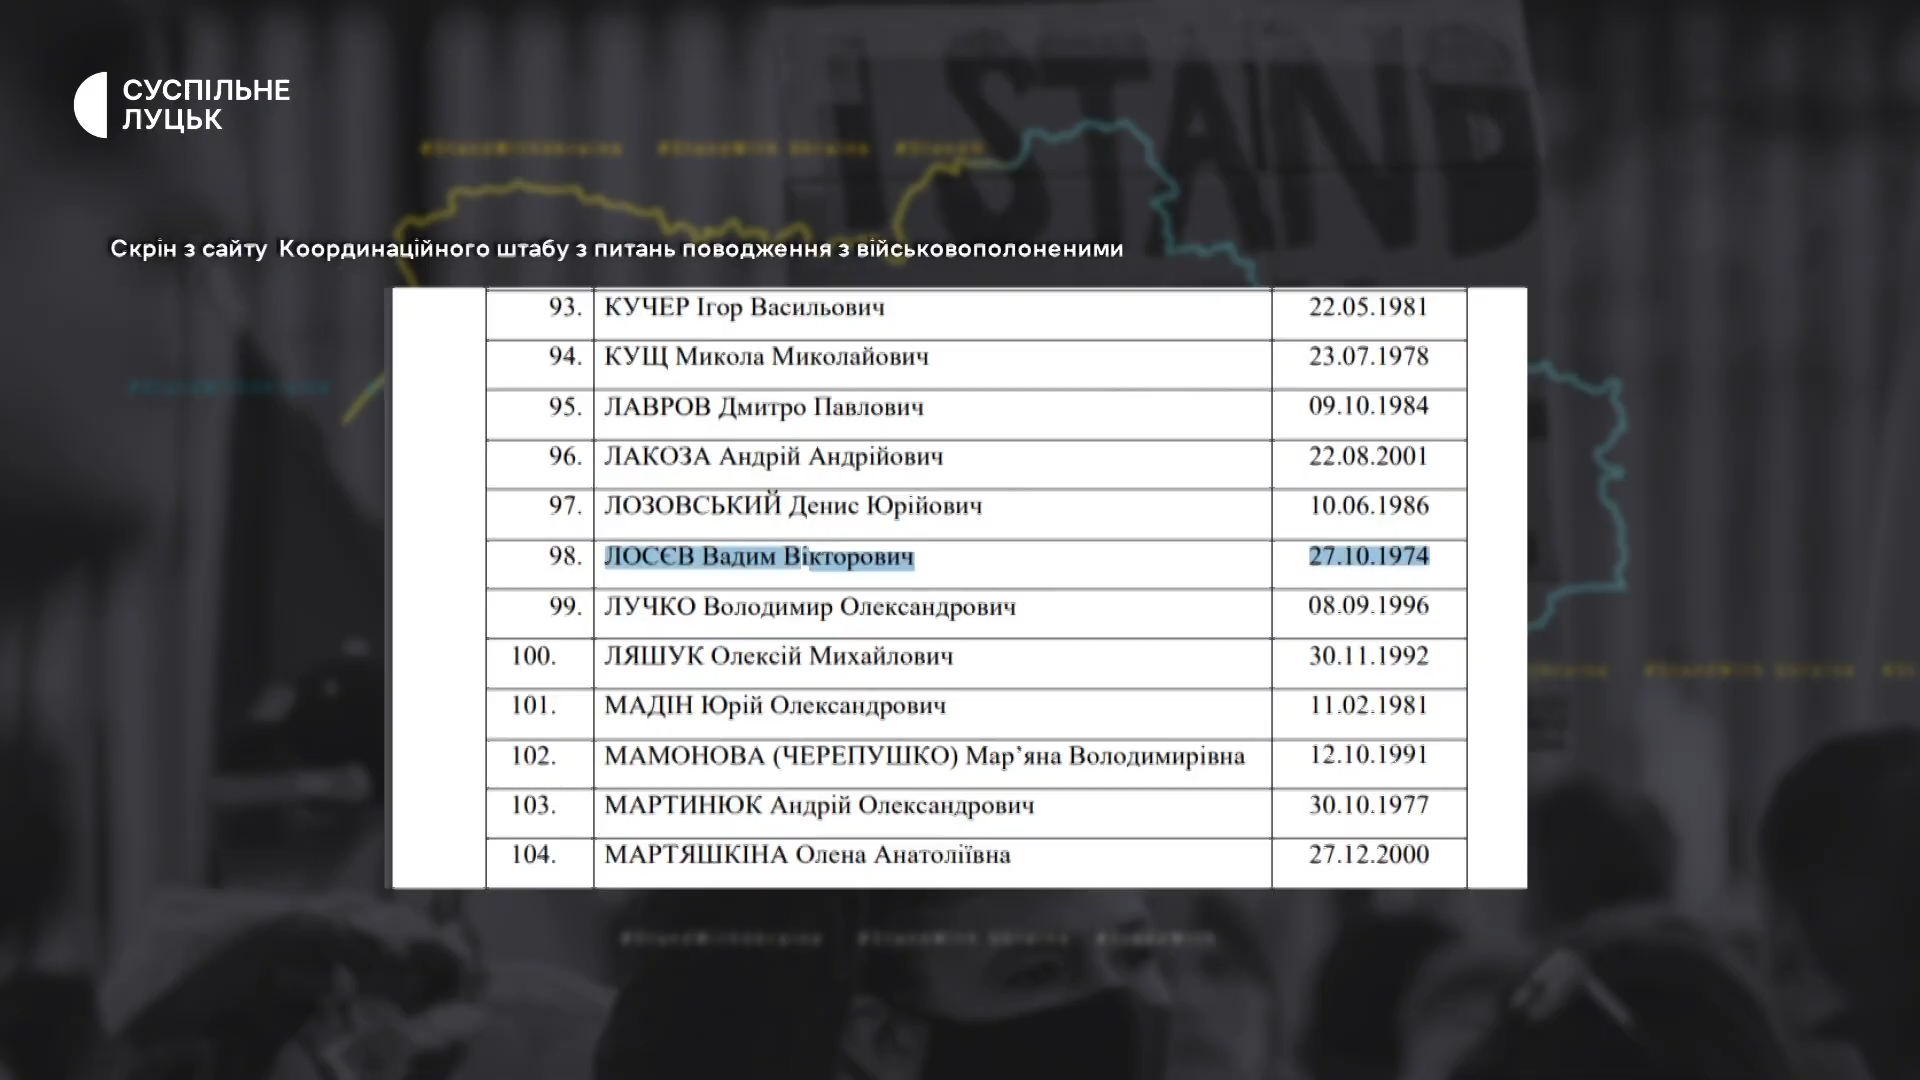 СУСПІЛЬНЕ
ЛУЦЬК
STAND
Скрін з сайту Координаційного штабу з питань поводження з військовополоненими
93. КУЧЕР Ігор Васильович 22.05.1981
94. КУЩ Микола Миколайович 23.07.1978
95. ЛАВРОВ Дмитро Павлович 09.10.1984
96. ЛАКОЗА Андрій Андрійович 22.08.2001
97. ЛОЗОВСЬКИЙ Денис Юрійович 10.06.1986
98. ЛОСЄВ Вадим Вікторович 27.10.1974
99. ЛУЧКО Володимир Олександрович 08.09.1996
100. ЛЯШУК Олексій Михайлович 30.11.1992
101. МАДІН Юрій Олександрович 11.02.1981
102. МАМОНОВА (ЧЕРЕПУШКО) Мар’яна Володимирівна 12.10.1991
103. МАРТИНЮК Андрій Олександрович 30.10.1977
104. МАРТЯШКІНА Олена Анатоліївна 27.12.2000